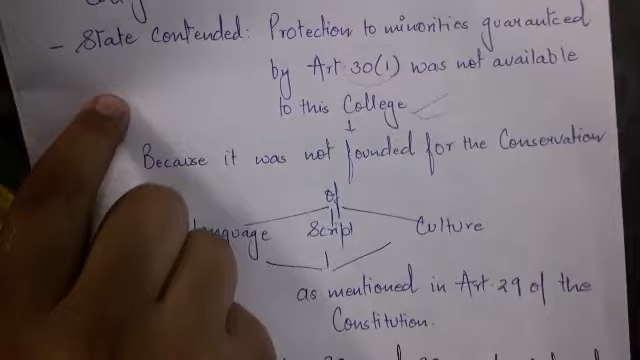 - State contended: Protection to minorities guaranteed
by Art. 30(1) was not available
to this College
Because it was not founded for the Conservation
of
Language Script Culture
as mentioned in Art. 29 of the
Constitution.